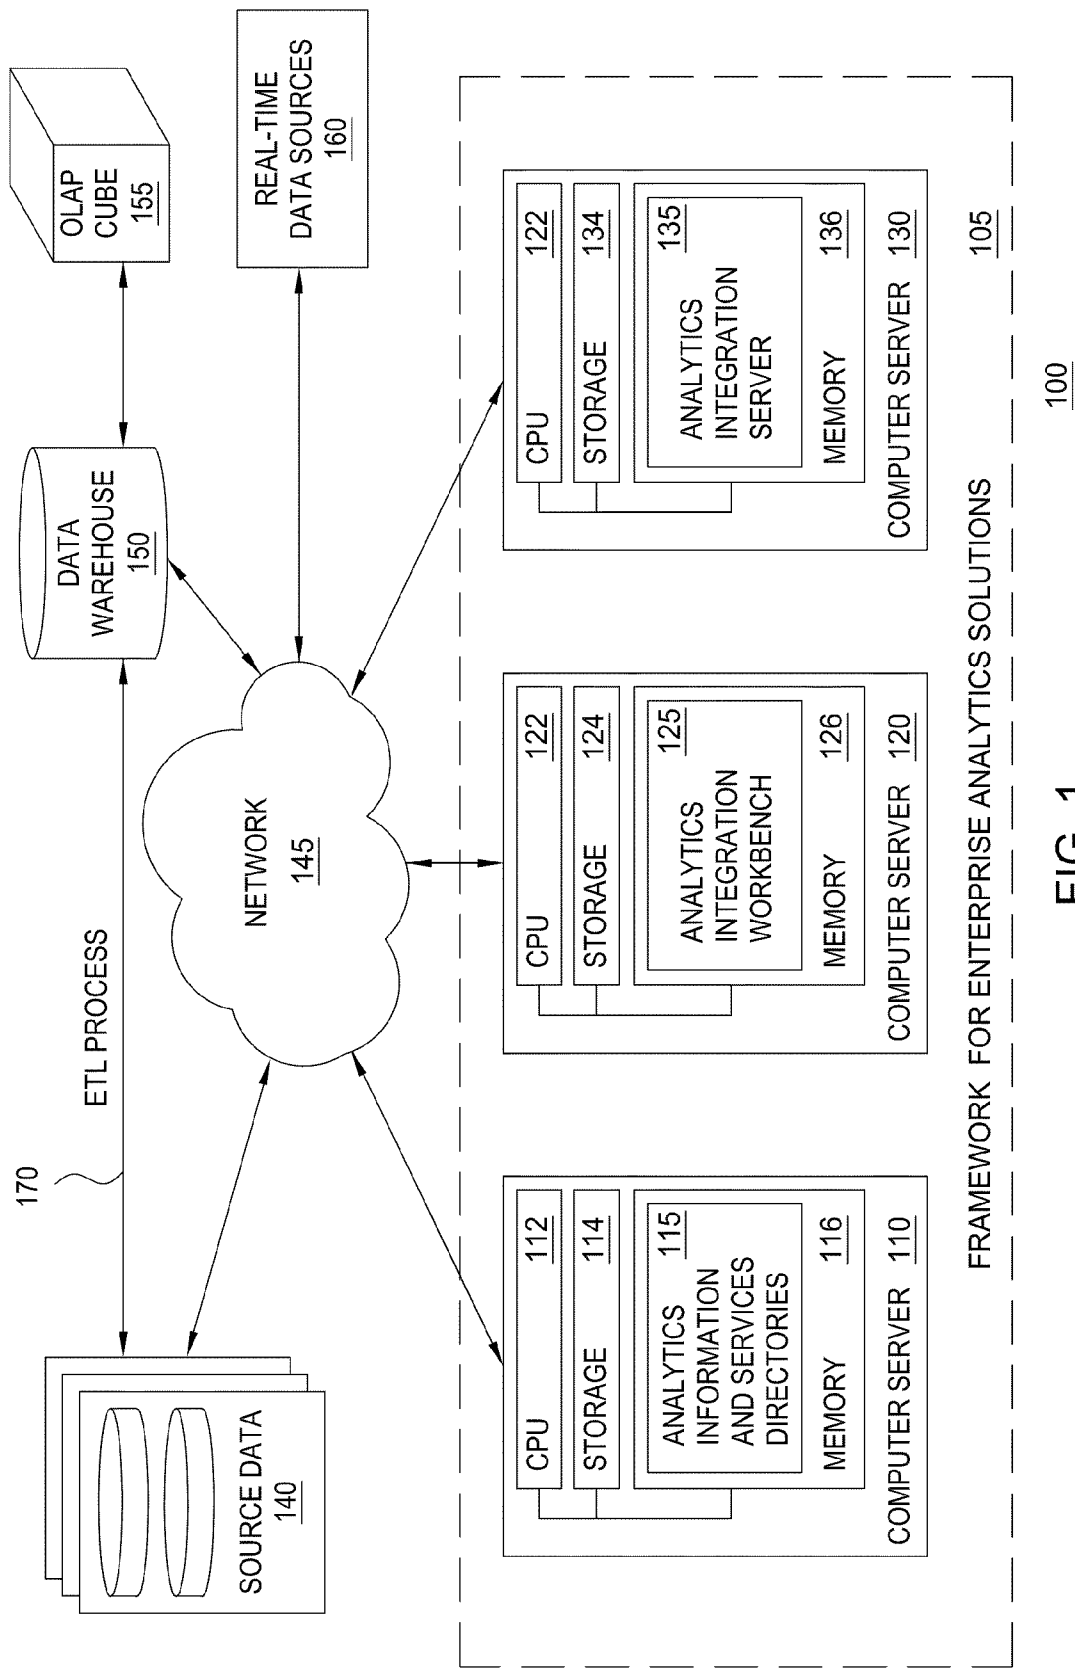 170
ETL PROCESS
SOURCE DATA
140
DATA
WAREHOUSE
150
OLAP
CUBE
155
REAL-TIME
DATA SOURCES
160
NETWORK
145
CPU 112
STORAGE 114
ANALYTICS 115
INFORMATION
AND SERVICES
DIRECTORIES
MEMORY 116
COMPUTER SERVER 110
CPU 122
STORAGE 124
ANALYTICS 125
INTEGRATION
WORKBENCH
MEMORY 126
COMPUTER SERVER 120
CPU 122
STORAGE 134
ANALYTICS 135
INTEGRATION
SERVER
MEMORY 136
COMPUTER SERVER 130
FRAMEWORK FOR ENTERPRISE ANALYTICS SOLUTIONS 105
100
FIG. 1